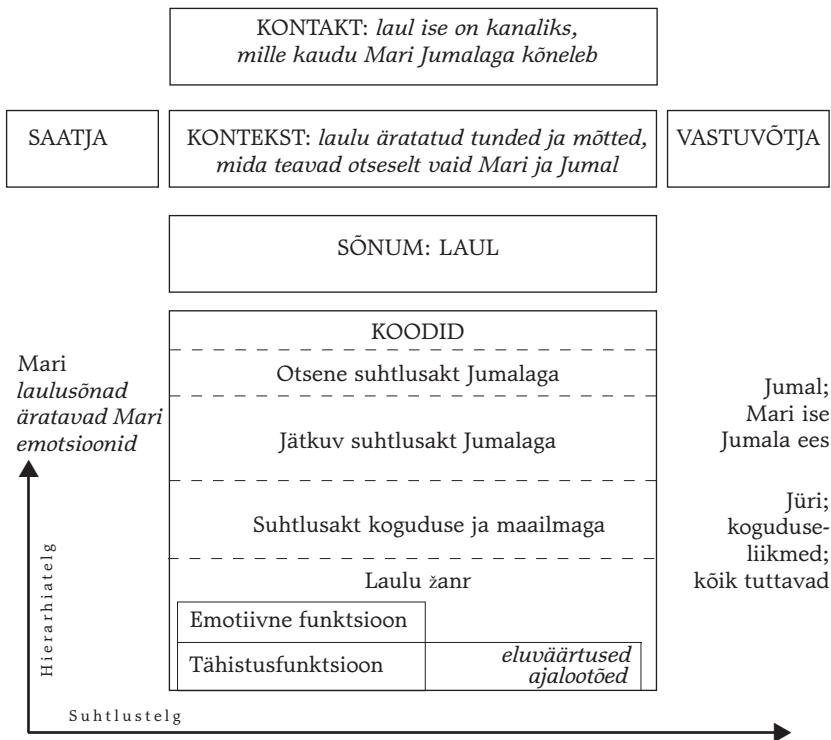 KONTAKT: laul ise on kanaliks,
mille kaudu Mari Jumalaga kõneleb
SAATJA
KONTEKST: laulu äratatud tunded ja mõtted,
mida teavad otseselt vaid Mari ja Jumal
VASTUVÕTJA
SÕNUM: LAUL
KOODID
Otsene suhtlusakt Jumalaga
Jätkuv suhtlusakt Jumalaga
Suhtlusakt koguduse ja maailmaga
Laulu žanr
Emotiivne funktsioon
Tähistusfunktsioon
eluväärtused
ajalootõed
Mari
laulusõnad
äratavad Mari
emotsioonid
Jumal;
Mari ise
Jumala ees
Jüri;
koguduse-
liikmed;
kõik tuttavad
Hierarhiatelg
Suhtlustelg